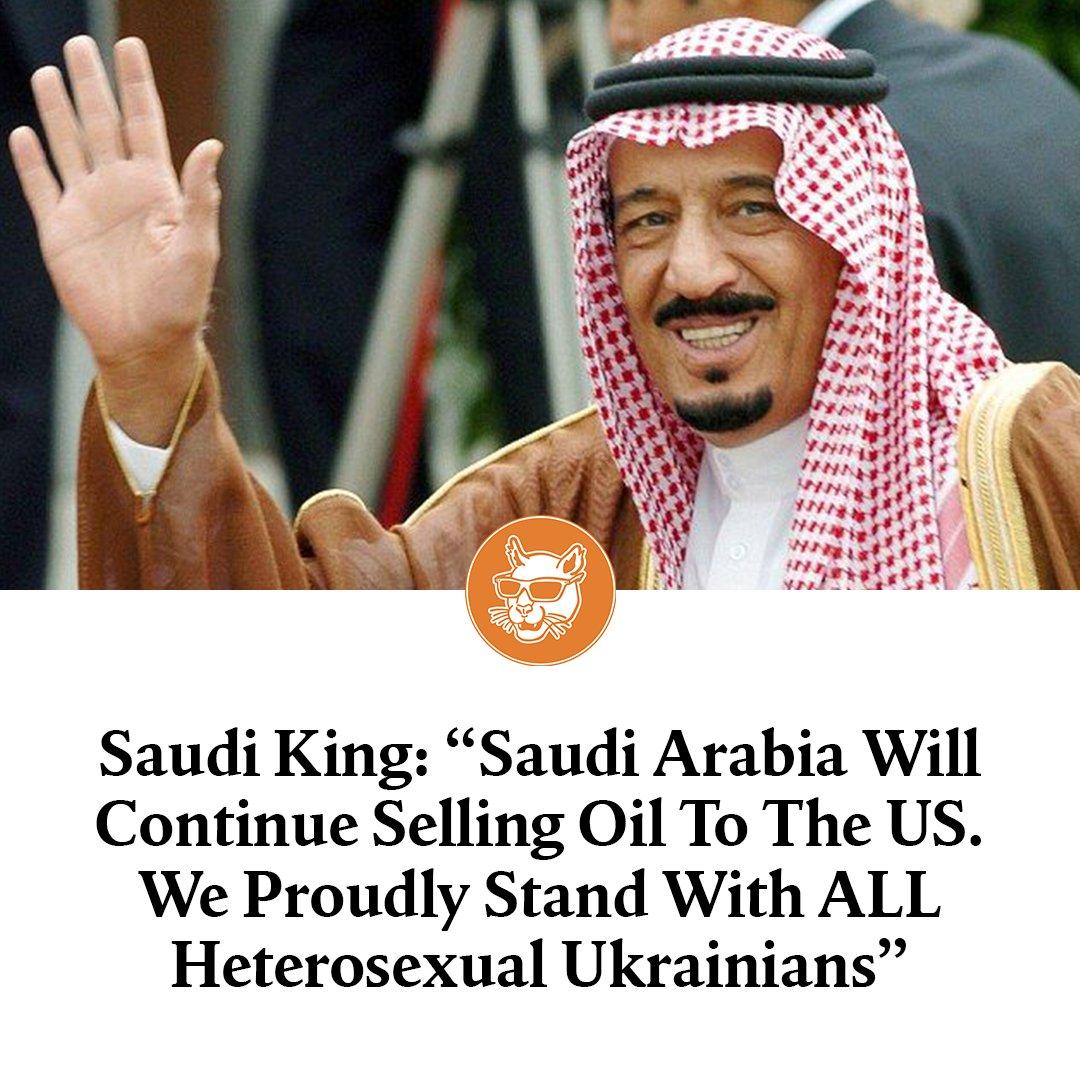 Saudi King: “Saudi Arabia Will
Continue Selling Oil To The US.
We Proudly Stand With ALL
Heterosexual Ukrainians”